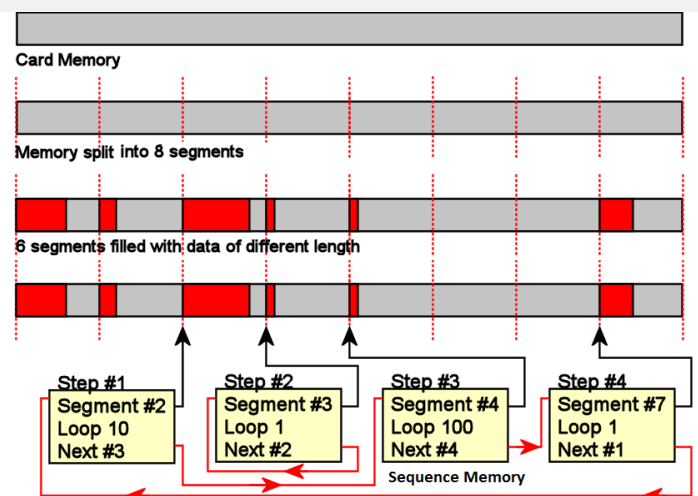 Card Memory
Memory split into 8 segments
6 segments filled with data of different length
Step #1
Segment #2
Loop 10
Next #3
Step #2
Segment #3
Loop 1
Next #2
Step #3
Segment #4
Loop 100
Next #4
Step #4
Segment #7
Loop 1
Next #1
Sequence Memory